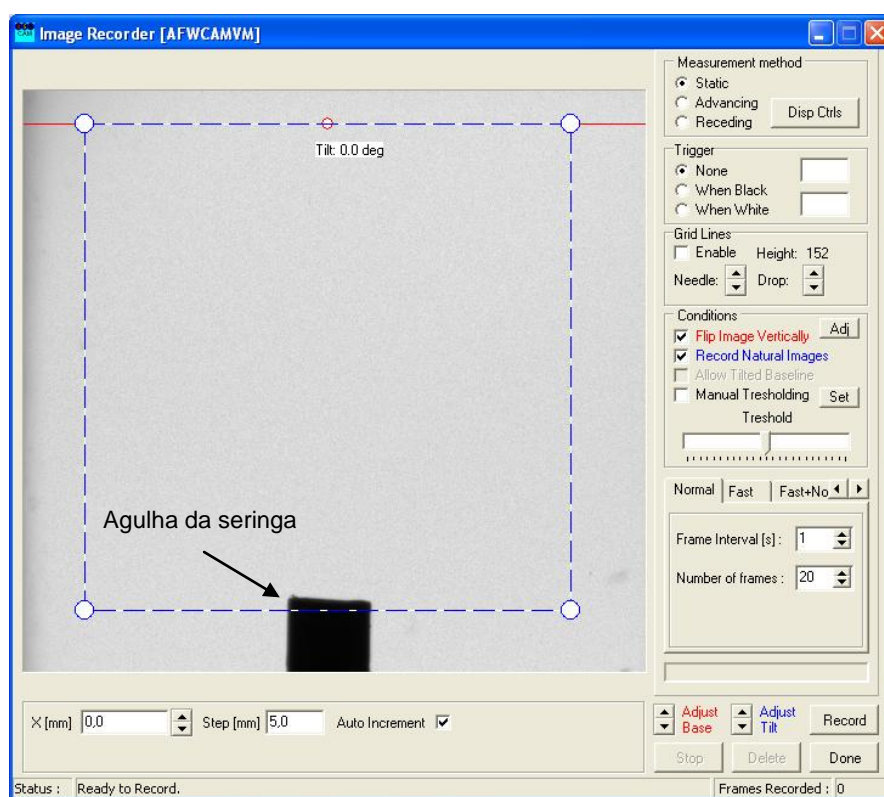 Image Recorder [AFWCAMVM]
Tilt: 0.0 deg
Agulha da seringa
Measurement method
Static
Advancing
Receding
Disp Ctrls
Trigger
None
When Black
When White
Grid Lines
Enable Height: 152
Needle: Drop:
Conditions
Adj
Flip Image Vertically
Record Natural Images
Allow Tilted Baseline
Manual Tresholding Set
Treshold
Normal Fast Fast+No
Frame Interval [s] : 1
Number of frames : 20
X [mm] 0,0 Step [mm] 5,0 Auto Increment
Adjust Base Adjust Tilt Record
Stop Delete Done
Status : Ready to Record. Frames Recorded : 0